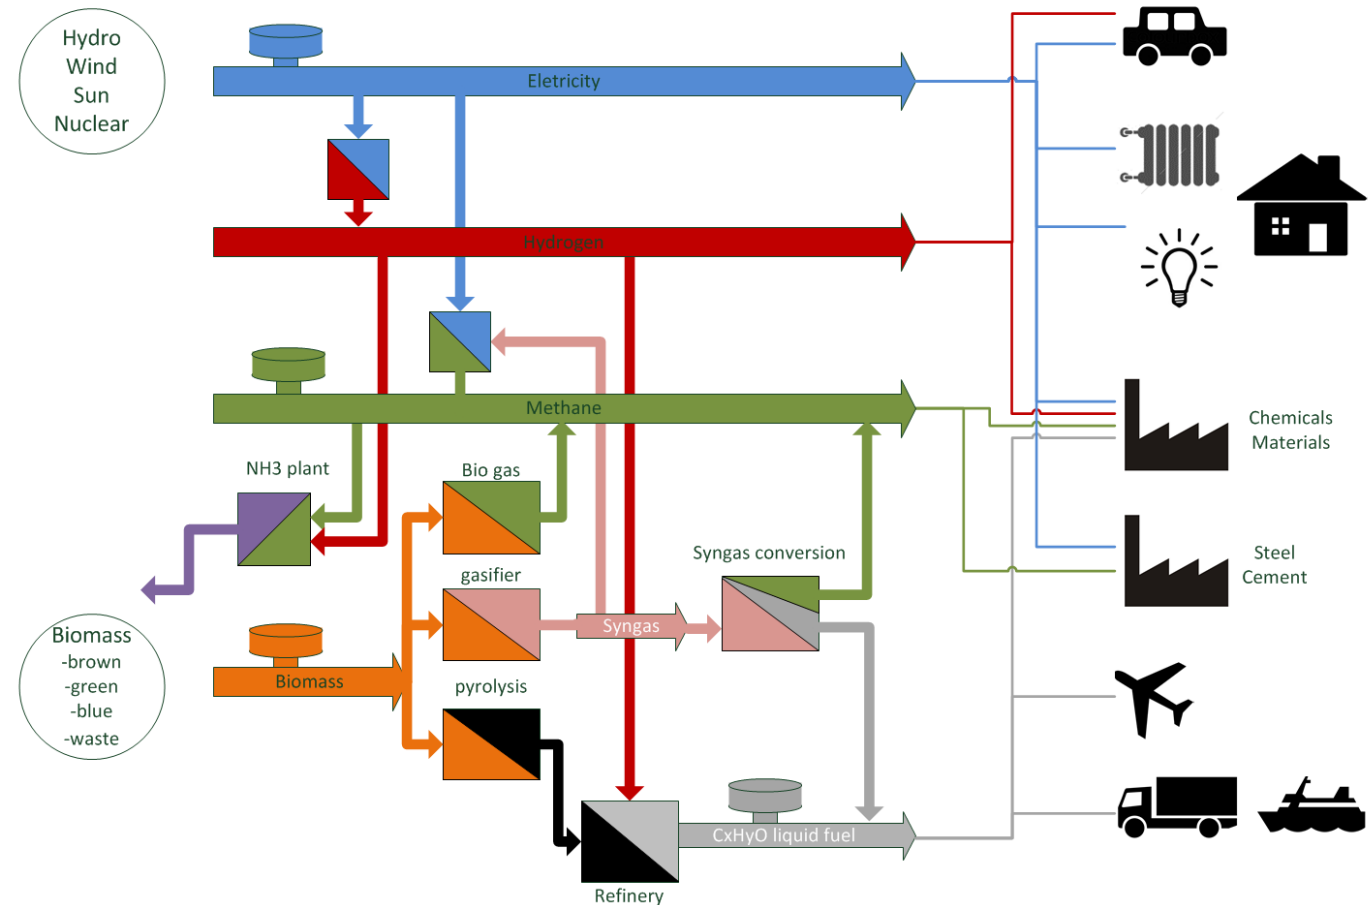 Hydro
Wind
Sun
Nuclear
Eletricity
Hydrogen
Methane
Chemicals
Materials
NH3 plant
Bio gas
Syngas conversion
Steel
Cement
gasifier
Syngas
Biomass
-brown
-green
-blue
-waste
Biomass
pyrolysis
CxHyO liquid fuel
Refinery